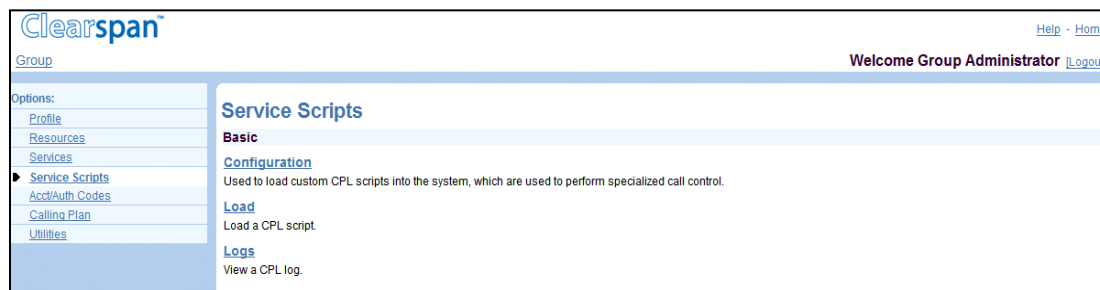 Clearspan™
Help - Hom
Group
Welcome Group Administrator [Logou
Options:
Profile
Resources
Services
Service Scripts
Acct/Auth Codes
Calling Plan
Utilities
Service Scripts
Basic
Configuration
Used to load custom CPL scripts into the system, which are used to perform specialized call control.
Load
Load a CPL script.
Logs
View a CPL log.